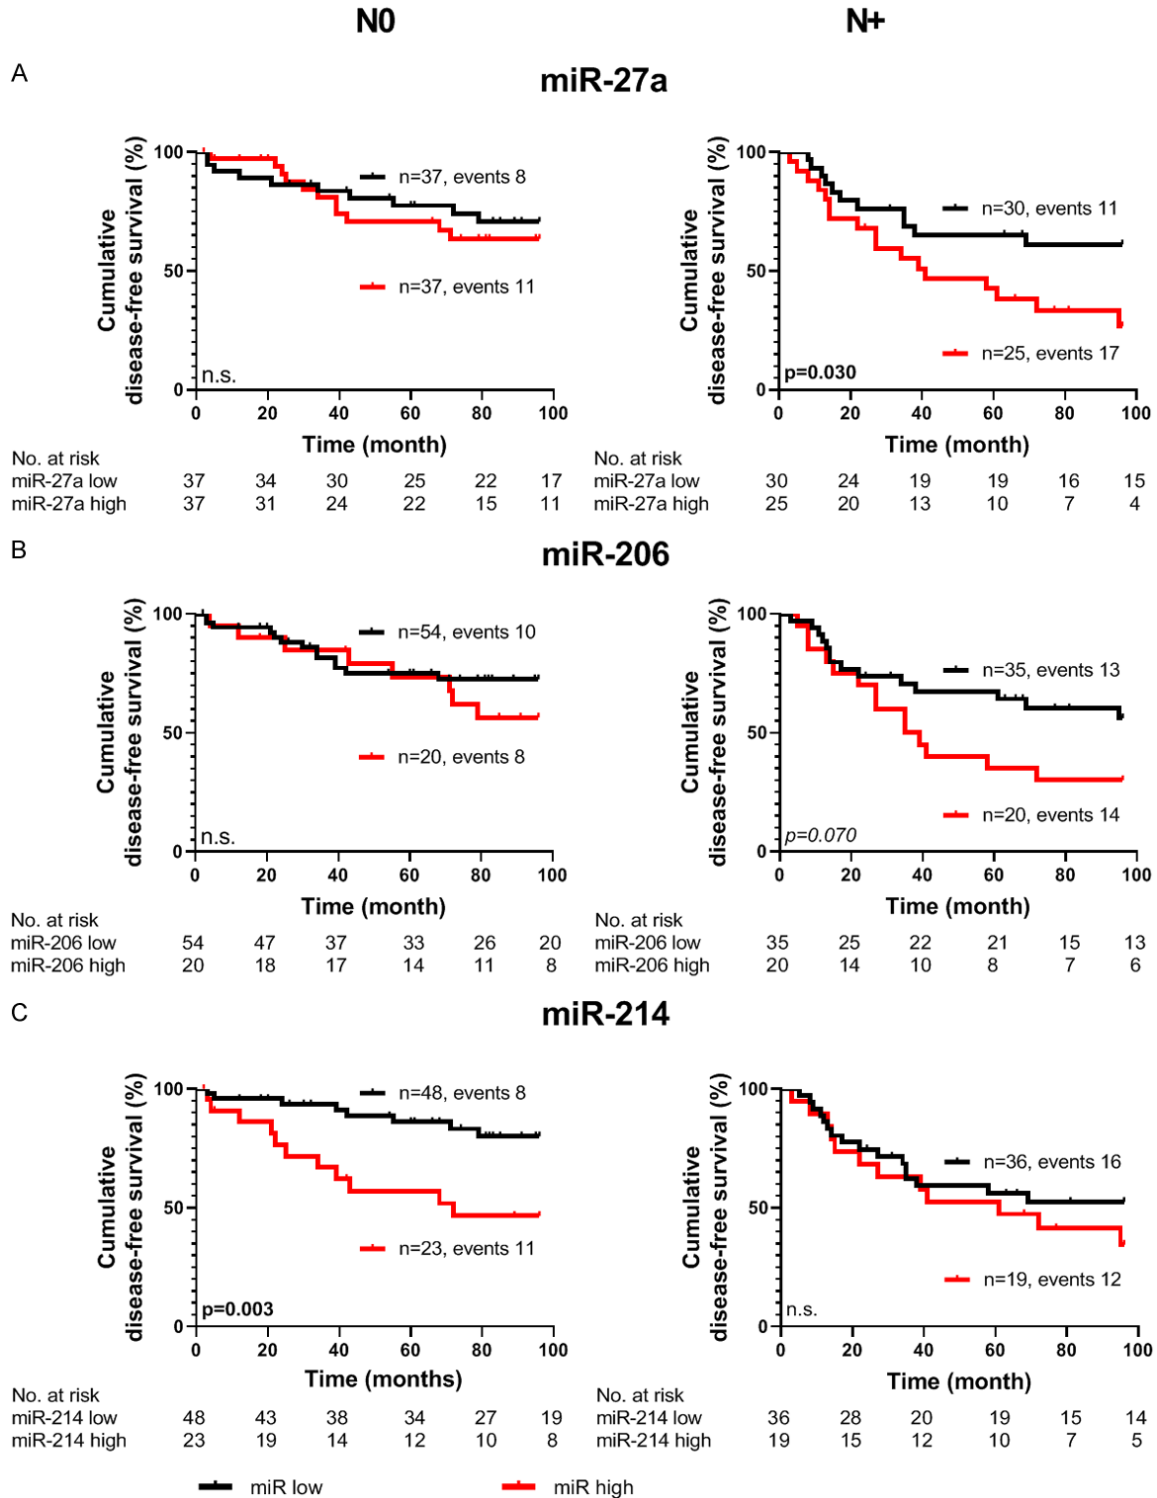 N0 N+
A
miR-27a
Cumulative
disease-free survival (%)
100
50
0
n=37, events 8
n=37, events 11
n.s.
0 20 40 60 80 100
Time (month)
No. at risk
miR-27a low 37 34 30 25 22 17
miR-27a high 37 31 24 22 15 11
Cumulative
disease-free survival (%)
100
50
0
n=30, events 11
n=25, events 17
p=0.030
0 20 40 60 80 100
Time (month)
No. at risk
miR-27a low 30 24 19 19 16 15
miR-27a high 25 20 13 10 7 4
B
miR-206
Cumulative
disease-free survival (%)
100
50
0
n=54, events 10
n=20, events 8
n.s.
0 20 40 60 80 100
Time (month)
No. at risk
miR-206 low 54 47 37 33 26 20
miR-206 high 20 18 17 14 11 8
Cumulative
disease-free survival (%)
100
50
0
n=35, events 13
n=20, events 14
p=0.070
0 20 40 60 80 100
Time (month)
No. at risk
miR-206 low 35 25 22 21 15 13
miR-206 high 20 14 10 8 7 6
C
miR-214
Cumulative
disease-free survival (%)
100
50
0
n=48, events 8
n=23, events 11
p=0.003
0 20 40 60 80 100
Time (months)
No. at risk
miR-214 low 48 43 38 34 27 19
miR-214 high 23 19 14 12 10 8
Cumulative
disease-free survival (%)
100
50
0
n=36, events 16
n=19, events 12
n.s.
0 20 40 60 80 100
Time (month)
No. at risk
miR-214 low 36 28 20 19 15 14
miR-214 high 19 15 12 10 7 5
miR low miR high